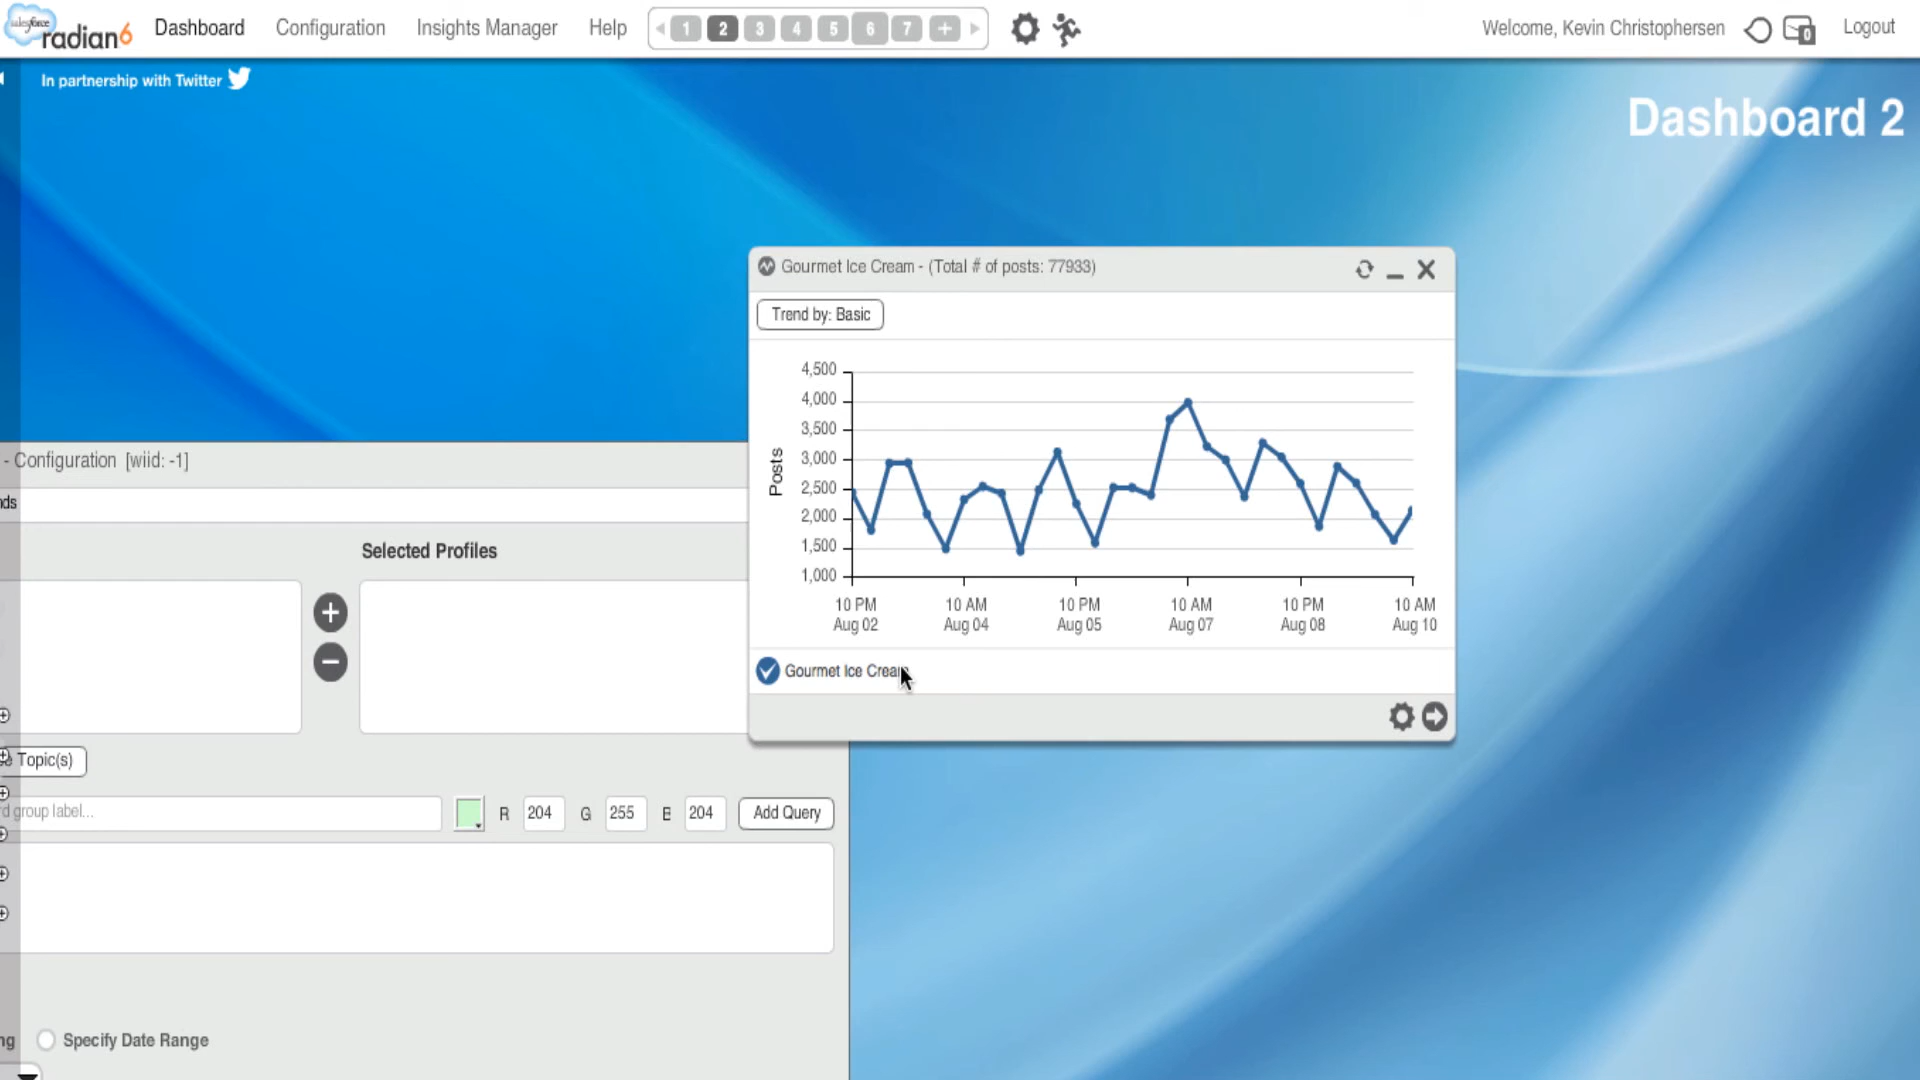 salesforce
radian6
Dashboard
Configuration
Insights Manager
Help
1
2
3
4
5
6
7
Welcome, Kevin Christophersen
0
Logout
In partnership with Twitter
Dashboard 2
Gourmet Ice Cream - (Total # of posts: 77933)
Trend by: Basic
4,500
4,000
3,500
3,000
2,500
2,000
1,500
1,000
Posts
10 PM
Aug 02
10 AM
Aug 04
10 PM
Aug 05
10 AM
Aug 07
10 PM
Aug 08
10 AM
Aug 10
Gourmet Ice Cream
- Configuration [wiid: -1]
nds
Selected Profiles
Topic(s)
group label...
R 204 G 255 B 204 Add Query
ng
Specify Date Range